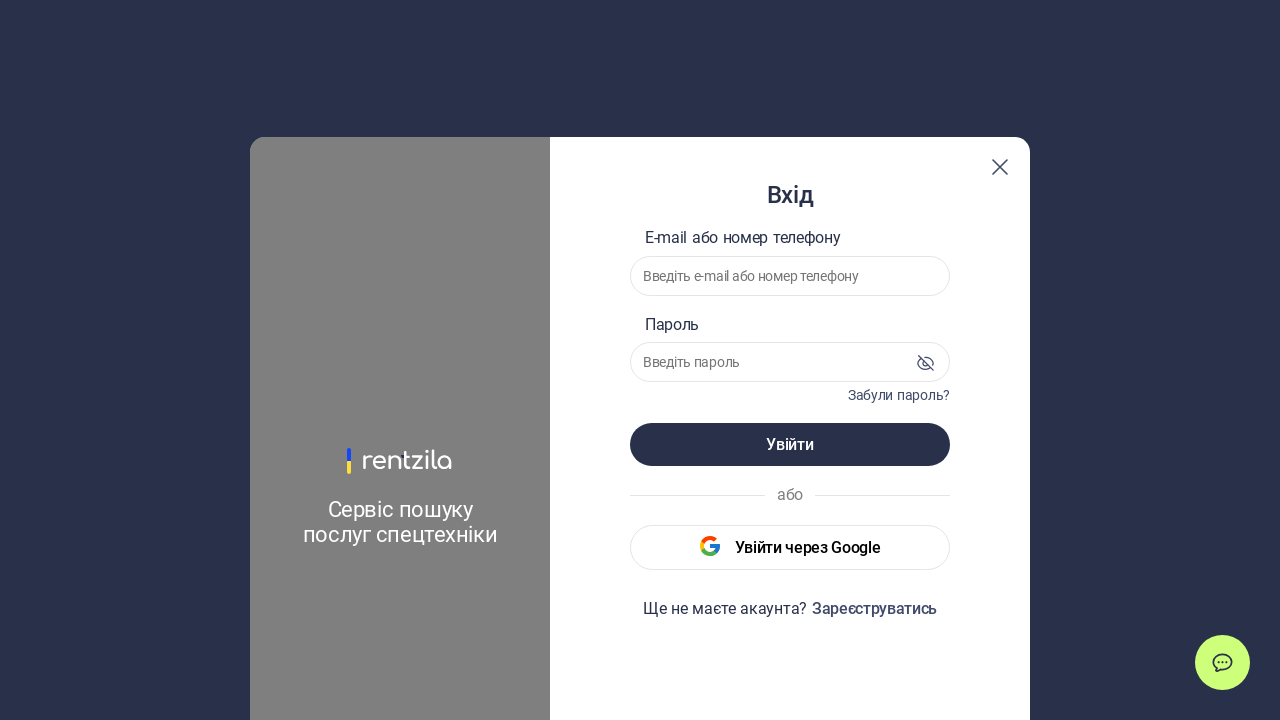 rentzila
Сервіс пошуку
послуг спецтехніки
Вхід
E-mail або номер телефону
Введіть e-mail або номер телефону
Пароль
Введіть пароль
Забули пароль?
Увійти
або
Увійти через Google
Ще не маєте акаунта? Зареєструватись